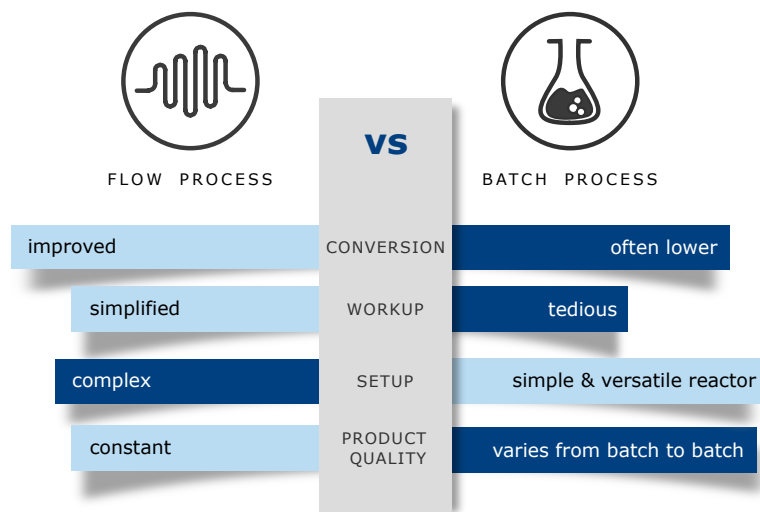 vs
FLOW PROCESS
BATCH PROCESS
improved
CONVERSION
often lower
simplified
WORKUP
tedious
complex
SETUP
simple & versatile reactor
constant
PRODUCT
QUALITY
varies from batch to batch